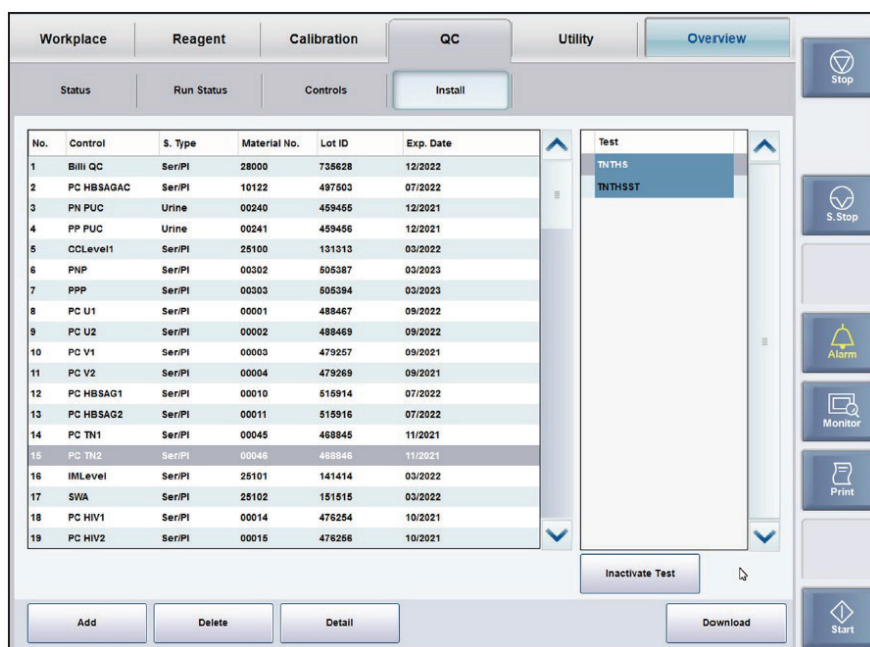 Workplace Reagent Calibration QC Utility Overview
Stop
Status Run Status Controls Install
No. Control S. Type Material No. Lot ID Exp. Date Test
1 Billi QC Ser/Pl 28000 735628 12/2022 TNTHS
2 PC HBSAGAC Ser/Pl 10122 497503 07/2022 TNTHSST
3 PN PUC Urine 00240 459455 12/2021
4 PP PUC Urine 00241 459456 12/2021
S.Stop
5 CCLevel1 Ser/Pl 25100 131313 03/2022
6 PNP Ser/Pl 00302 505387 03/2023
7 PPP Ser/Pl 00303 505394 03/2023
8 PC U1 Ser/Pl 00001 488467 09/2022
9 PC U2 Ser/Pl 00002 488469 09/2022
10 PC V1 Ser/Pl 00003 479257 09/2021
Alarm
11 PC V2 Ser/Pl 00004 479269 09/2021
12 PC HBSAG1 Ser/Pl 00010 515914 07/2022
13 PC HBSAG2 Ser/Pl 00011 515916 07/2022
Monitor
14 PC TN1 Ser/Pl 00045 468845 11/2021
15 PC TN2 Ser/Pl 00046 468846 11/2021
16 IMLevel Ser/Pl 25101 141414 03/2022
17 SWA Ser/Pl 25102 151515 03/2022
Print
18 PC HIV1 Ser/Pl 00014 476254 10/2021
19 PC HIV2 Ser/Pl 00015 476256 10/2021
Inactivate Test
Add Delete Detail Download
Start